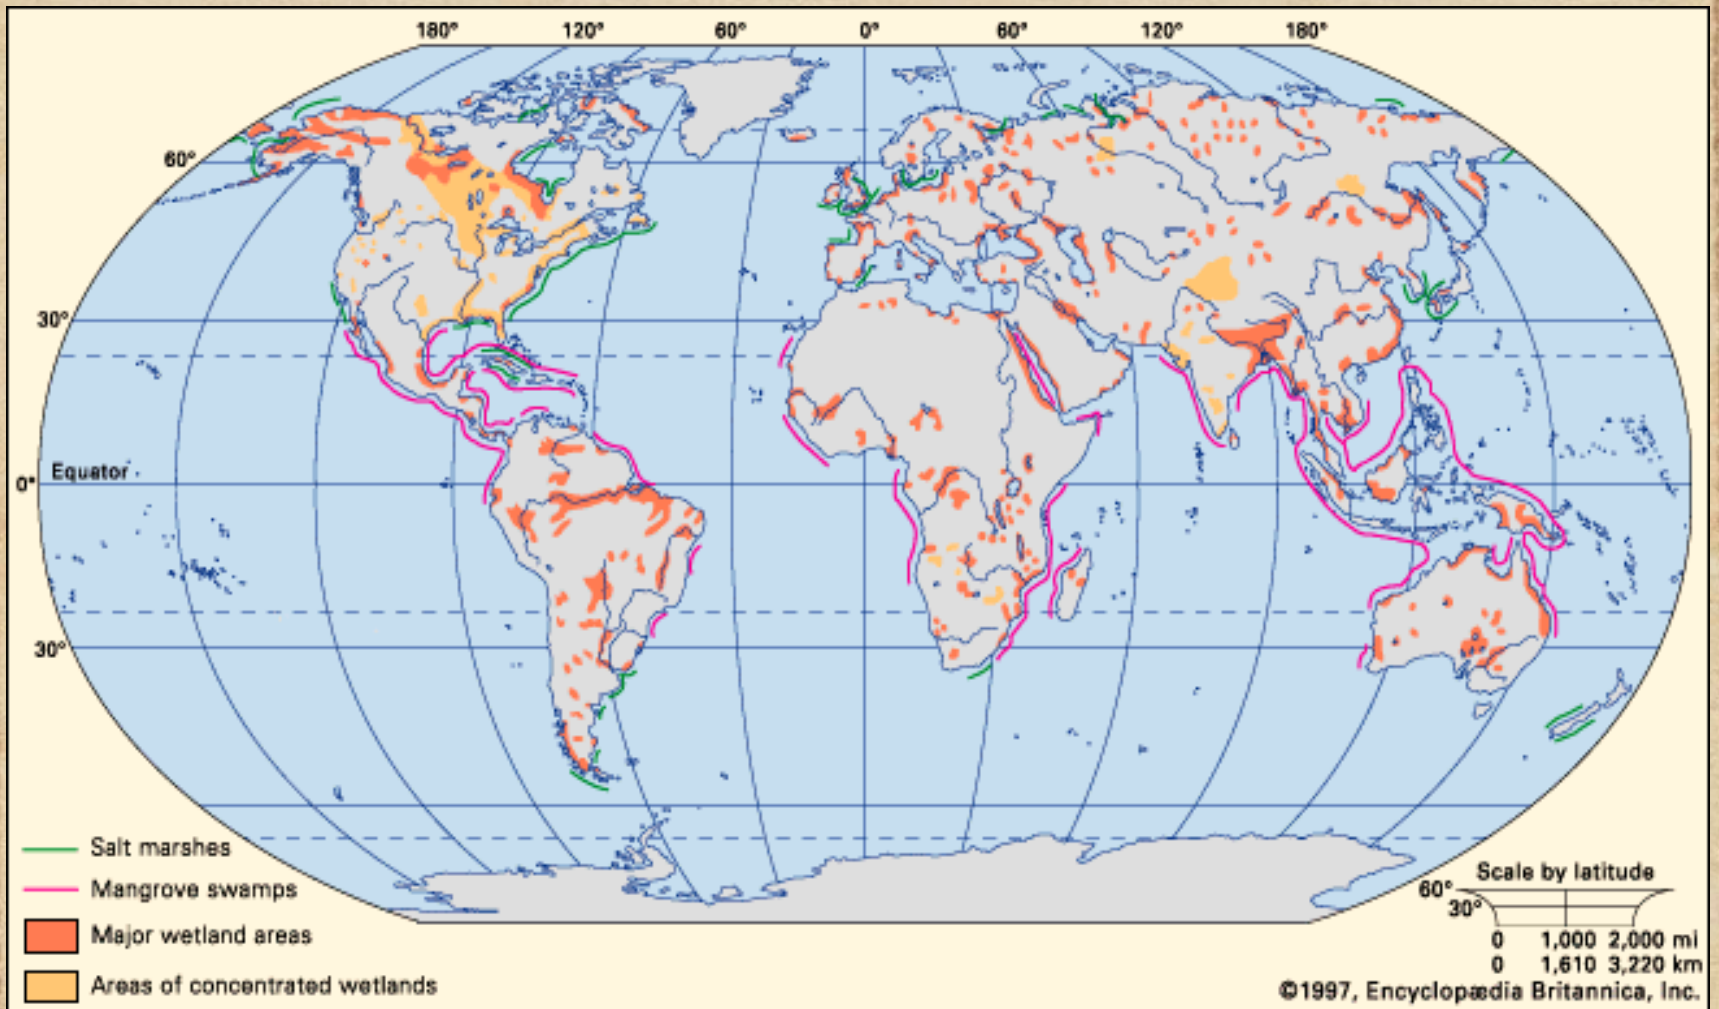 180° 120° 60° 0° 60° 120° 180°
60°
30°
Equator
0°
30°
Salt marshes
Mangrove swamps
Major wetland areas
Areas of concentrated wetlands
Scale by latitude
60°
30°
0 1,000 2,000 mi
0 1,610 3,220 km
©1997, Encyclopædia Britannica, Inc.